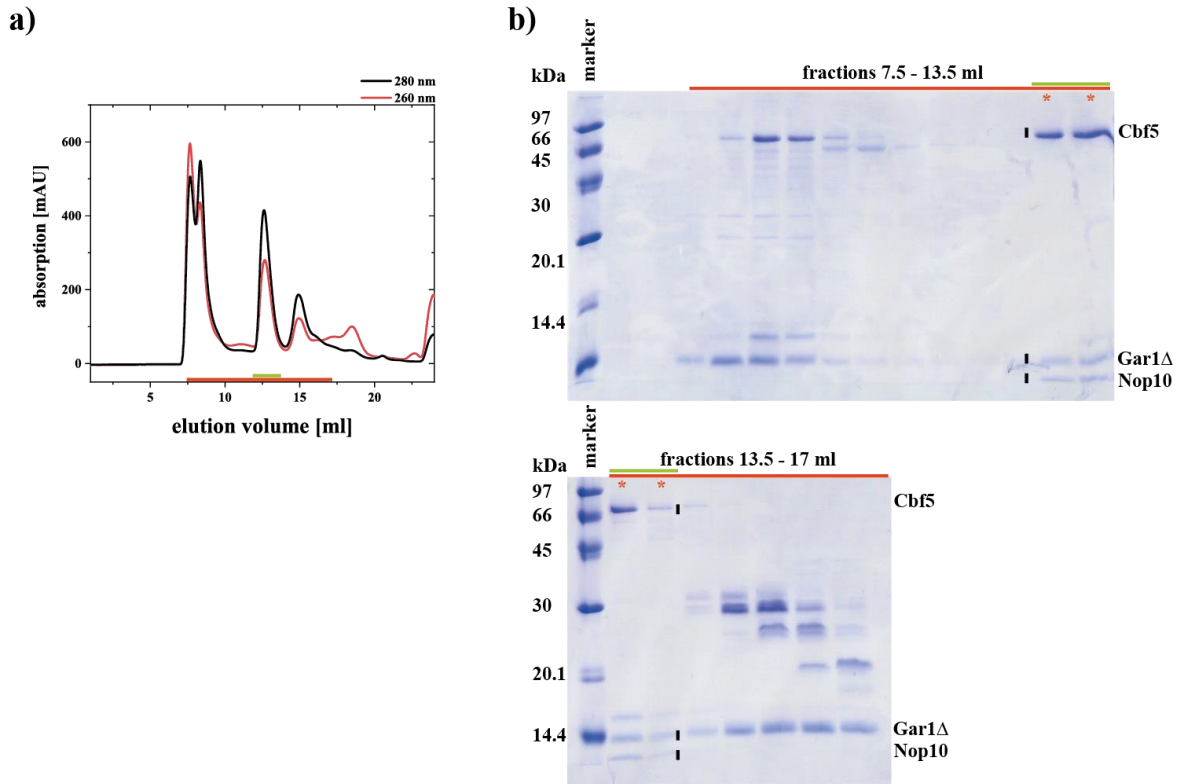 a)
280 nm
260 nm
600
400
200
0
absorption [mAU]
5 10 15 20
elution volume [ml]
b)
kDa
marker
fractions 7.5 - 13.5 ml
* *
97
66
45
30
20.1
14.4
Cbf5
Gar1Δ
Nop10
kDa
marker
fractions 13.5 - 17 ml
* *
97
66
45
30
20.1
14.4
Cbf5
Gar1Δ
Nop10